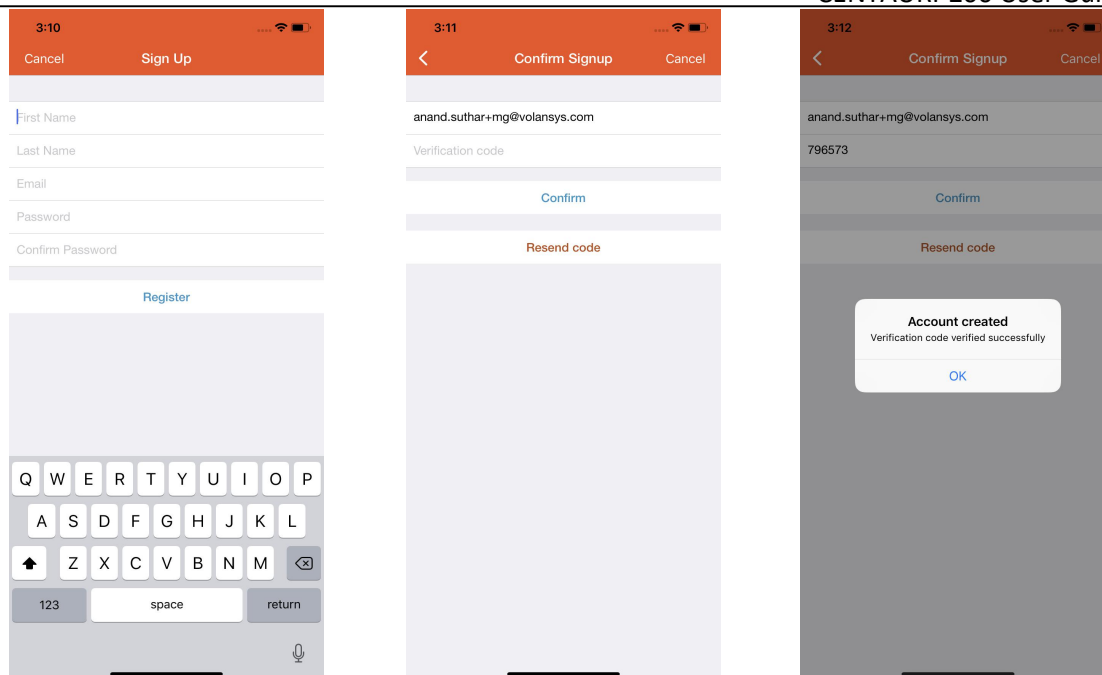 3:10
Cancel Sign Up
First Name
Last Name
Email
Password
Confirm Password
Register
Q W E R T Y U I O P
A S D F G H J K L
Z X C V B N M
123 space return
3:11
Confirm Signup Cancel
anand.suthar+mg@volansys.com
Verification code
Confirm
Resend code
3:12
Confirm Signup Cancel
anand.suthar+mg@volansys.com
796573
Confirm
Resend code
Account created
Verification code verified successfully
OK